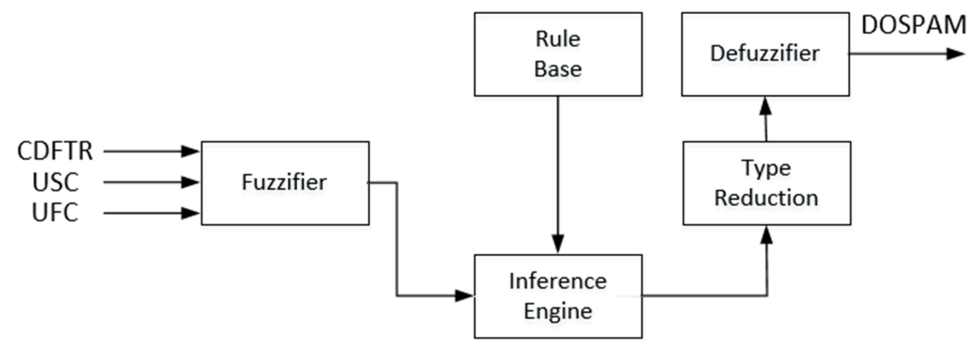 Rule
Base
Defuzzifier
DOSPAM
CDFTR
USC
UFC
Fuzzifier
Type
Reduction
Inference
Engine